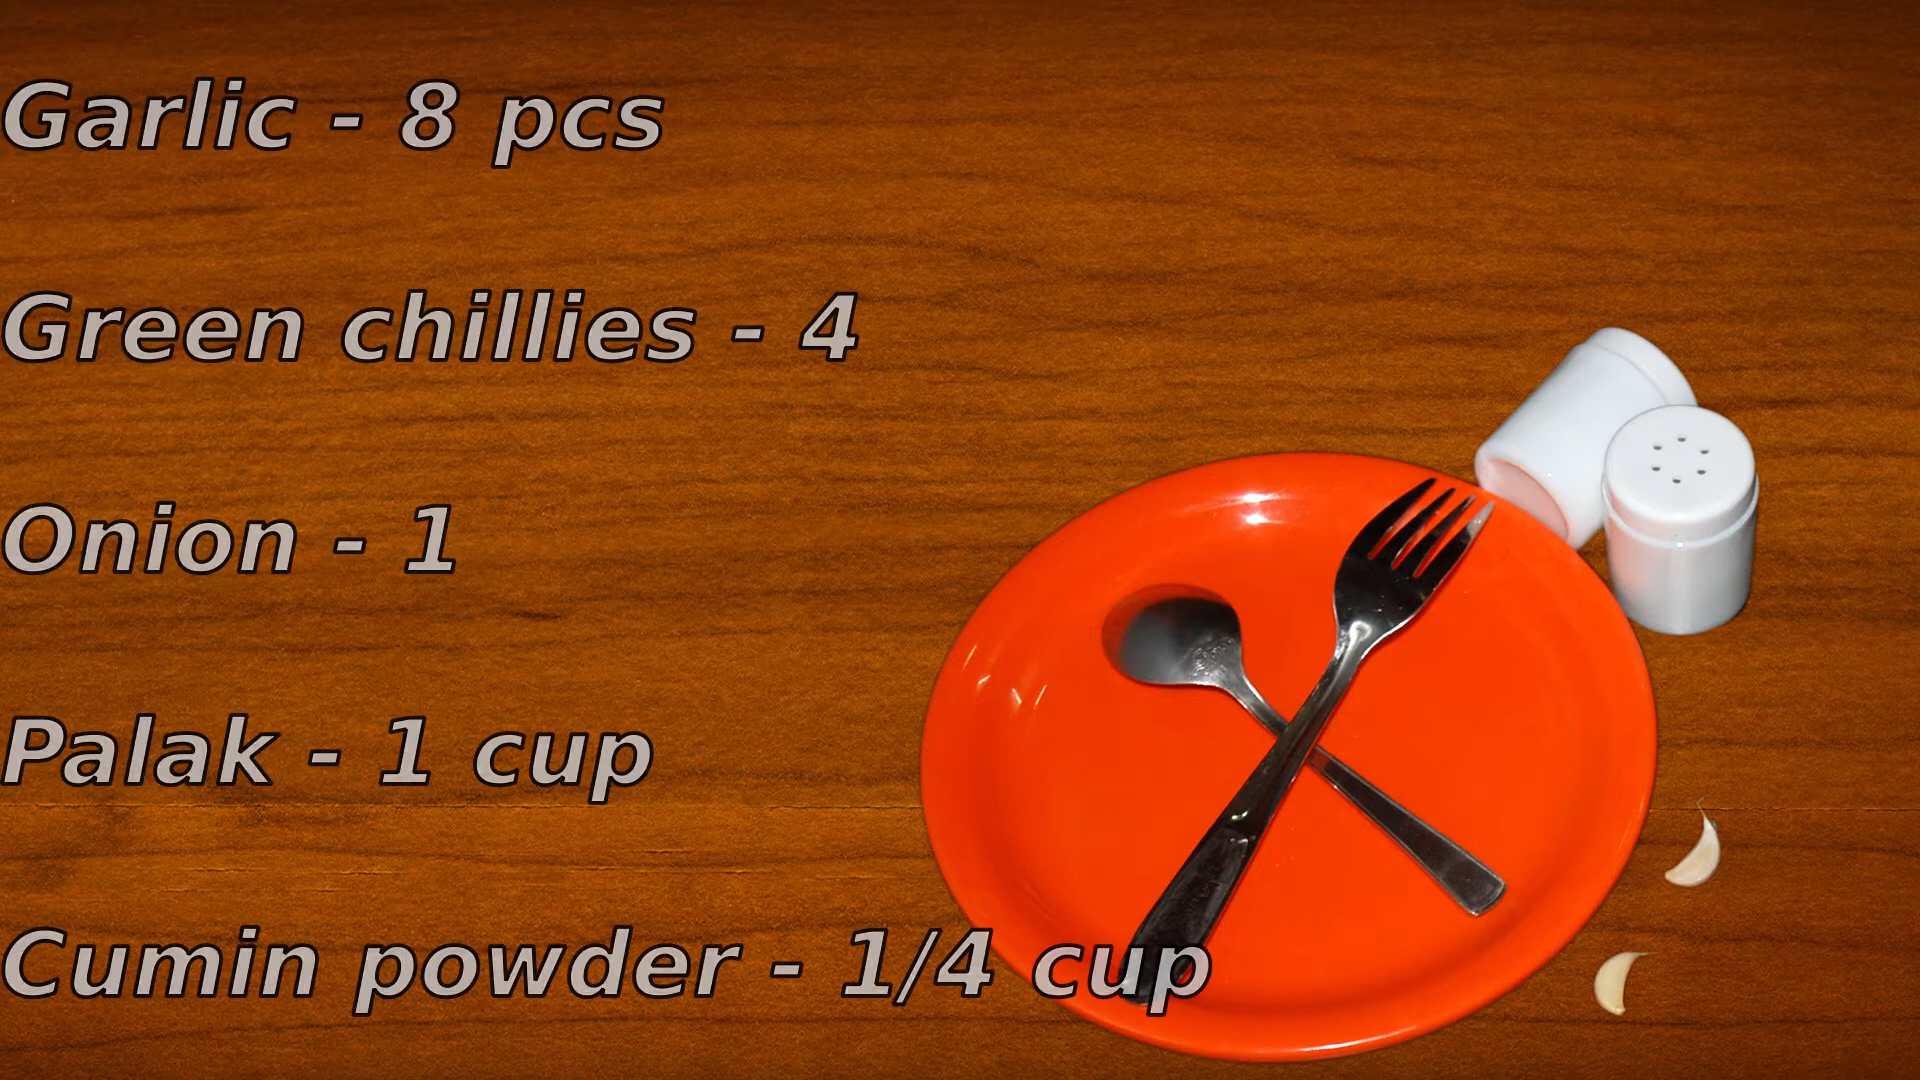 Garlic - 8 pcs
Green chillies - 4
Onion - 1
Palak - 1 cup
Cumin powder - 1/4 cup